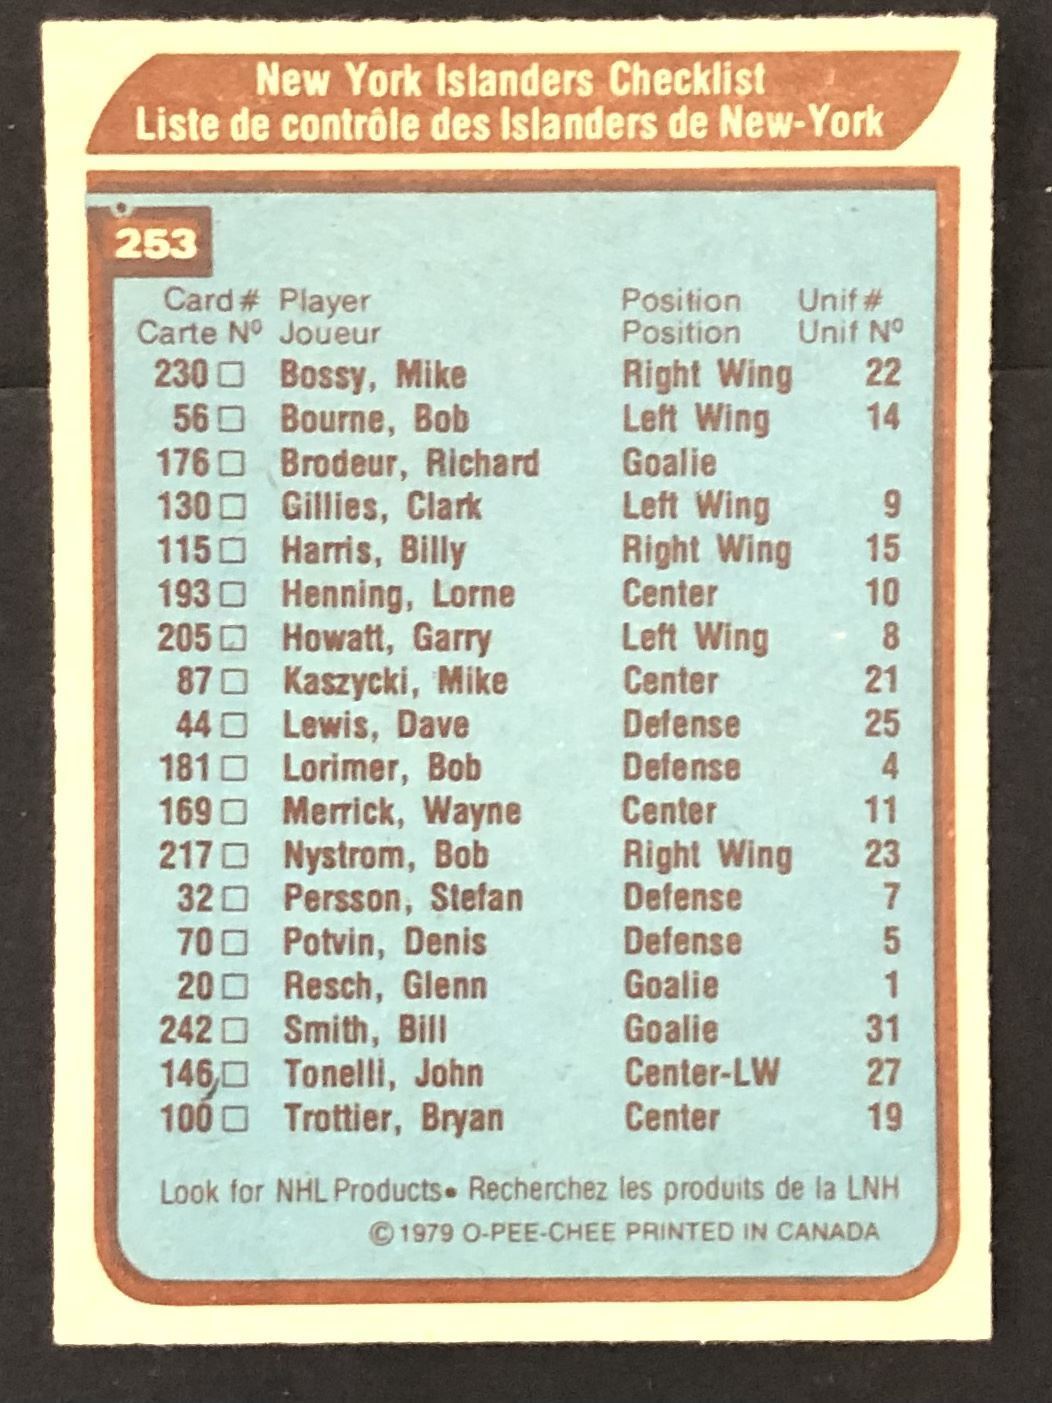 New York Islanders Checklist
Liste de contrôle des Islanders de New-York
253
Card # Player Position Unif #
Carte Nº Joueur Position Unif Nº
230 □ Bossy, Mike Right Wing 22
56 □ Bourne, Bob Left Wing 14
176 □ Brodeur, Richard Goalie
130 □ Gillies, Clark Left Wing 9
115 □ Harris, Billy Right Wing 15
193 □ Henning, Lorne Center 10
205 □ Howatt, Garry Left Wing 8
87 □ Kaszycki, Mike Center 21
44 □ Lewis, Dave Defense 25
181 □ Lorimer, Bob Defense 4
169 □ Merrick, Wayne Center 11
217 □ Nystrom, Bob Right Wing 23
32 □ Persson, Stefan Defense 7
70 □ Potvin, Denis Defense 5
20 □ Resch, Glenn Goalie 1
242 □ Smith, Bill Goalie 31
146 □ Tonelli, John Center-LW 27
100 □ Trottier, Bryan Center 19
Look for NHL Products• Recherchez les produits de la LNH
© 1979 O-PEE-CHEE PRINTED IN CANADA